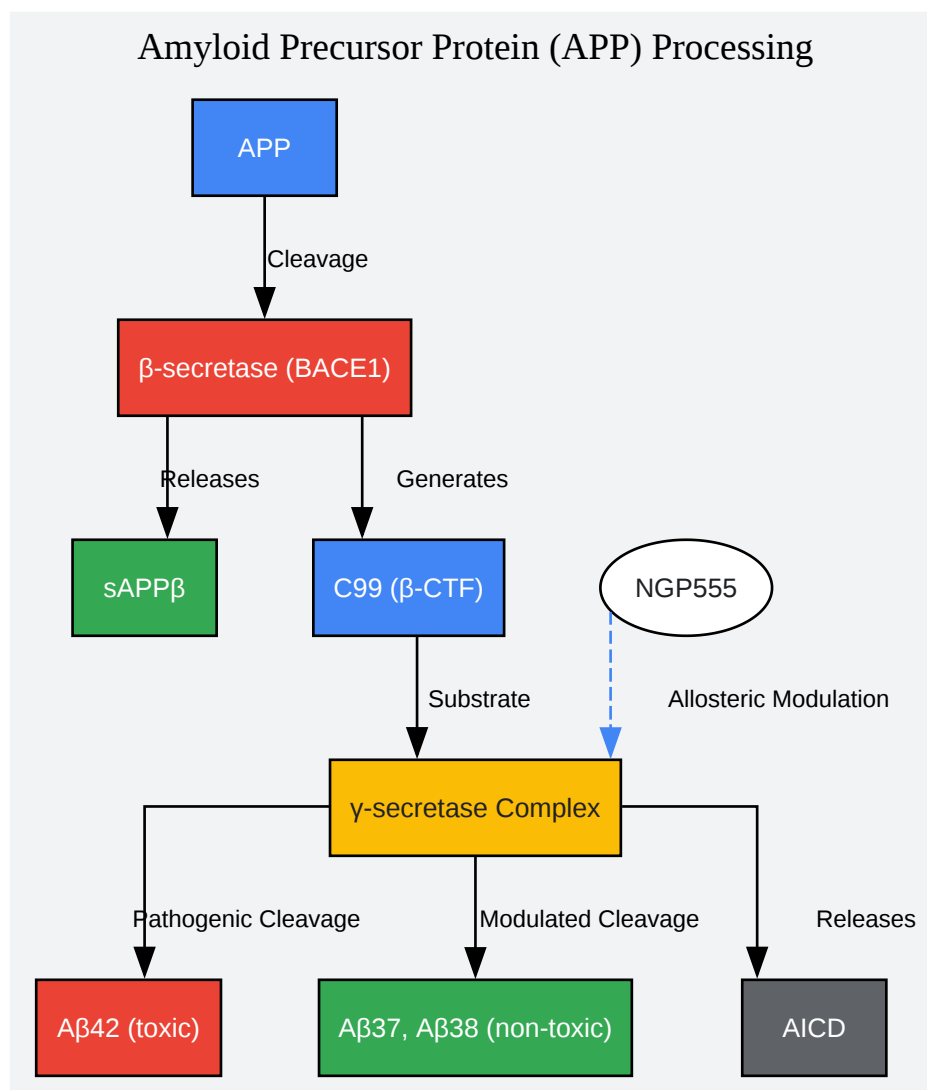 Amyloid Precursor Protein (APP) Processing
APP
Cleavage
β-secretase (BACE1)
Releases
Generates
sAPPβ
C99 (β-CTF)
NGP555
Substrate
Allosteric Modulation
γ-secretase Complex
Pathogenic Cleavage
Modulated Cleavage
Releases
Aβ42 (toxic)
Aβ37, Aβ38 (non-toxic)
AICD